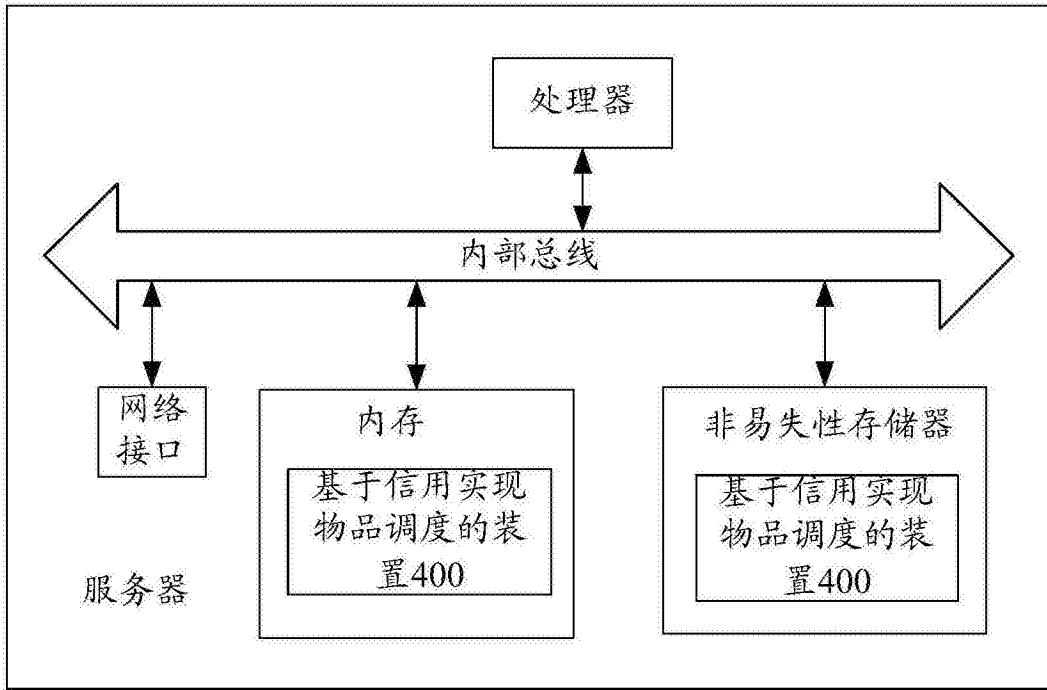 处理器
内部总线
网络
接口
内存
基于信用实现
物品调度的装
置400
非易失性存储器
基于信用实现
物品调度的装
置400
服务器